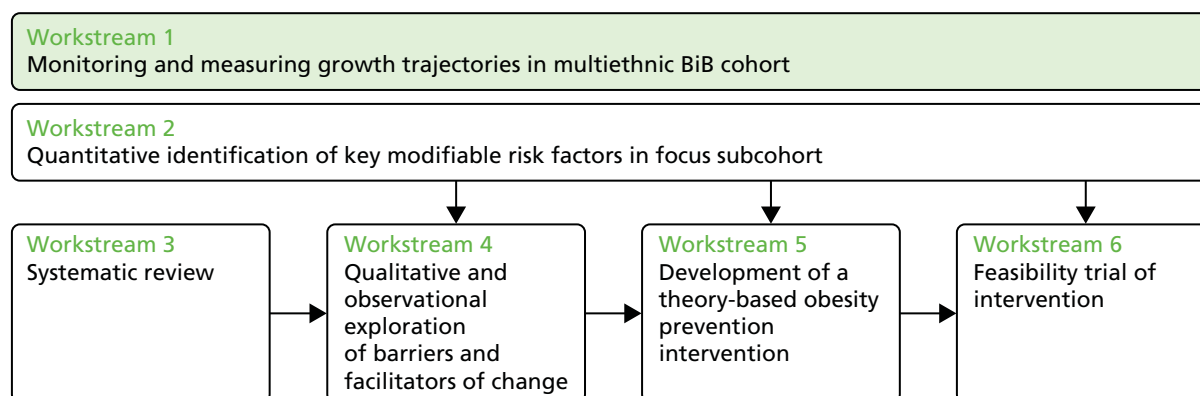 Workstream 1
Monitoring and measuring growth trajectories in multiethnic BiB cohort
Workstream 2
Quantitative identification of key modifiable risk factors in focus subcohort
Workstream 3
Systematic review
Workstream 4
Qualitative and
observational
exploration
of barriers and
facilitators of change
Workstream 5
Development of a
theory-based obesity
prevention
intervention
Workstream 6
Feasibility trial of
intervention